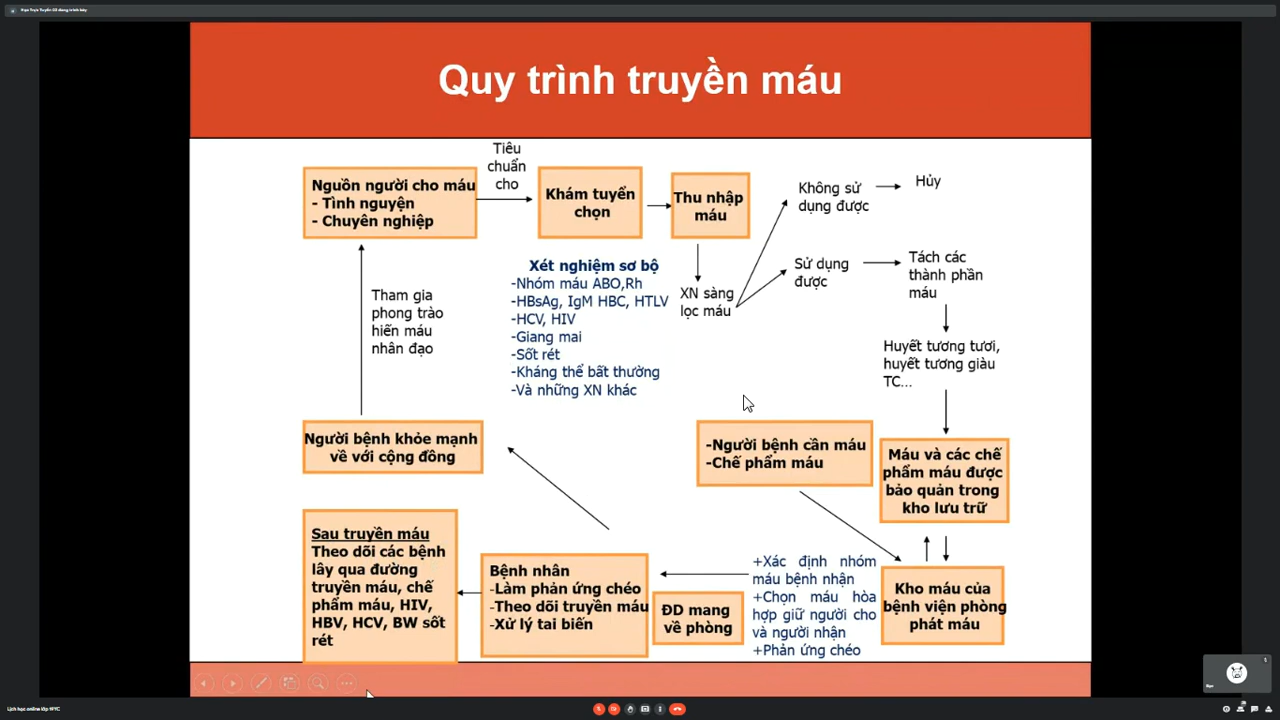 Quy trình truyền máu
Nguồn người cho máu
- Tình nguyện
- Chuyên nghiệp
Tiêu
chuẩn
cho
Khám tuyển
chọn
Thu nhập
máu
Không sử
dụng được
Hủy
Sử dụng
được
Tách các
thành phần
máu
XN sàng
lọc máu
Xét nghiệm sơ bộ
-Nhóm máu ABO,Rh
-HBsAg, IgM HBC, HTLV
-HCV, HIV
-Giang mai
-Sốt rét
-Kháng thể bất thường
-Và những XN khác
Tham gia
phong trào
hiến máu
nhân đạo
Huyết tương tươi,
huyết tương giàu
TC...
Người bệnh khỏe mạnh
về với cộng đồng
-Người bệnh cần máu
-Chế phẩm máu
Máu và các chế
phẩm máu được
bảo quản trong
kho lưu trữ
Sau truyền máu
Theo dõi các bệnh
lây qua đường
truyền máu, chế
phẩm máu, HIV,
HBV, HCV, BW sốt
rét
Bệnh nhân
-Làm phản ứng chéo
-Theo dõi truyền máu
-Xử lý tai biến
ĐD mang
về phòng
+Xác định nhóm
máu bệnh nhận
+Chọn máu hòa
hợp giữ người cho
và người nhận
+Phản ứng chéo
Kho máu của
bệnh viện phòng
phát máu
Lịch học online lớp YFYC